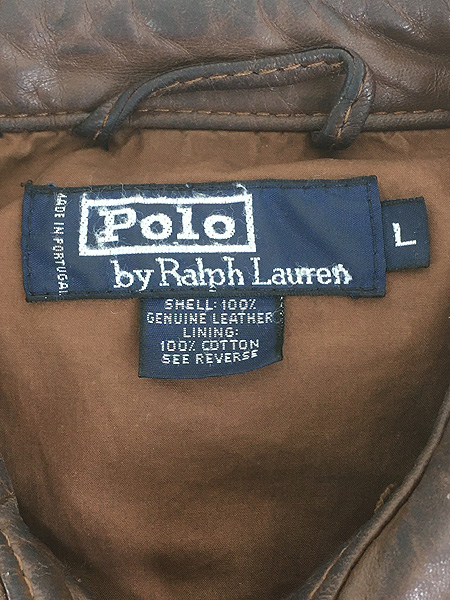 MADE IN PORTUGAL
Polo
by Ralph Lauren
L
SHELL: 100%
GENUINE LEATHER
LINING:
100% COTTON
SEE REVERSE